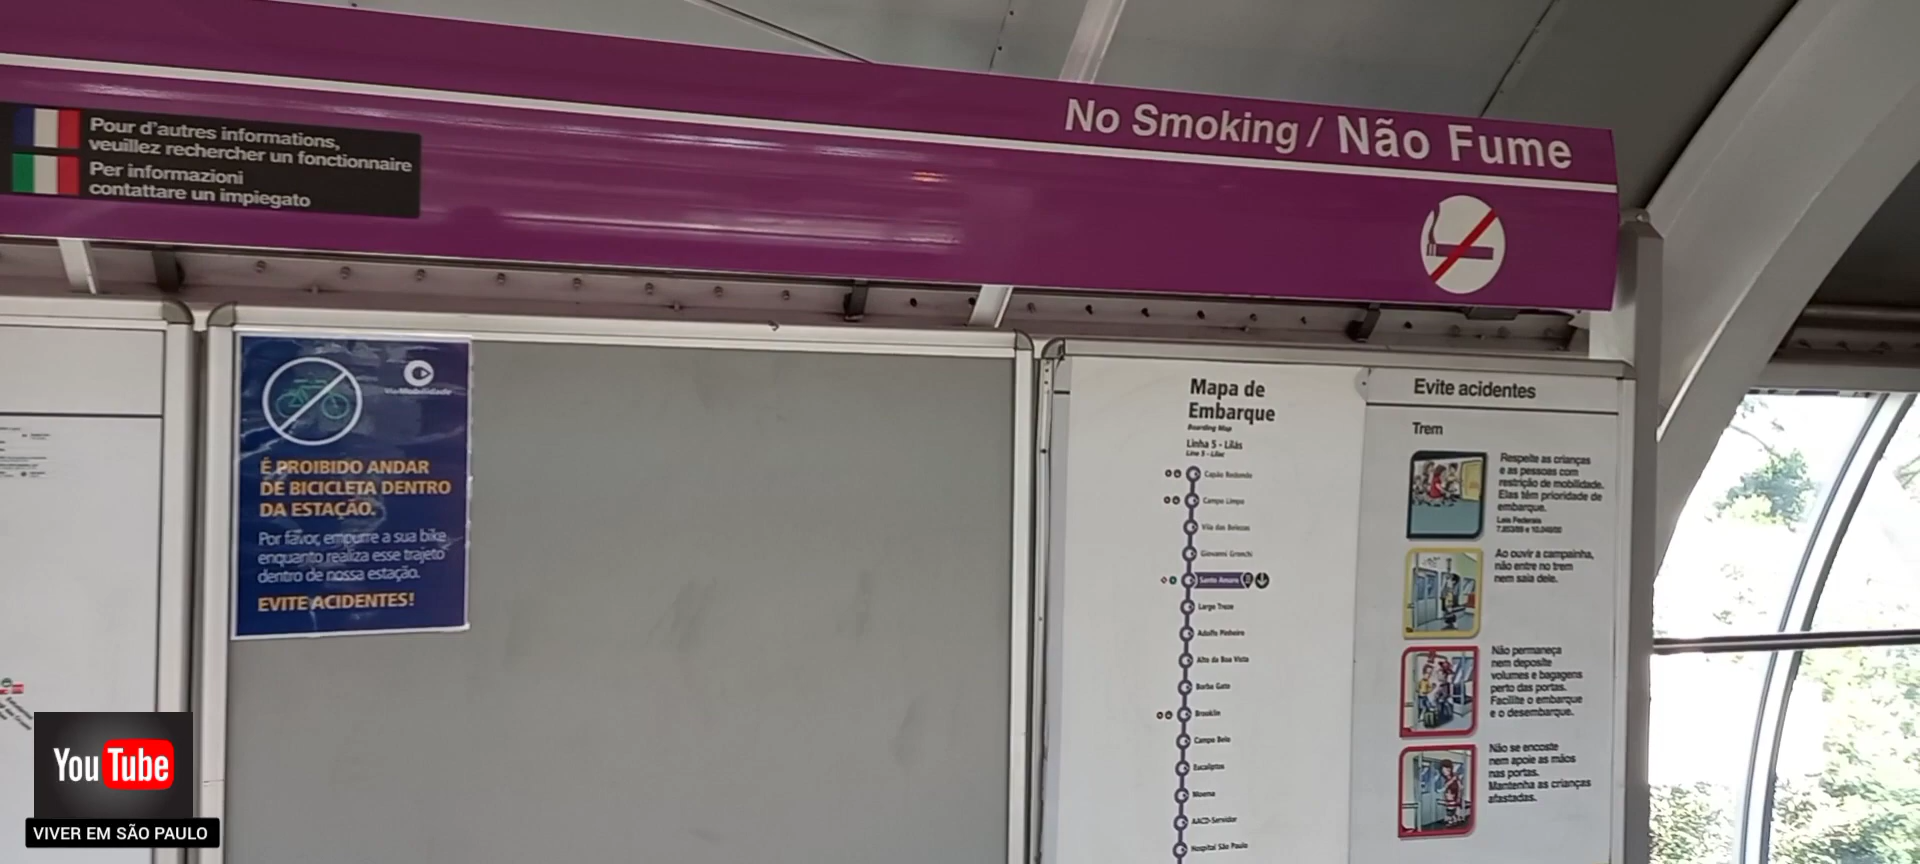 No Smoking / Não Fume
Pour d'autres informations,
veuillez rechercher un fonctionnaire
Per informazioni
contattare un impiegato
ViaMobilidade
É PROIBIDO ANDAR
DE BICICLETA DENTRO
DA ESTAÇÃO.
Por favor, empurre a sua bike
enquanto realiza esse trajeto
dentro de nossa estação.
EVITE ACIDENTES!
Mapa de
Embarque
Boarding Map
Linha 5 - Lilás
Line 5 - Lilac
Capão Redondo
Campo Limpo
Vila das Belezas
Giovanni Gronchi
Santo Amaro
Largo Treze
Adolfo Pinheiro
Alto da Boa Vista
Borba Gato
Brooklin
Campo Belo
Eucaliptos
Moema
AACD-Servidor
Hospital São Paulo
Evite acidentes
Trem
Respeite as crianças
e as pessoas com
restrição de mobilidade.
Elas têm prioridade de
embarque.
Leis Federais
Ao ouvir a campainha,
não entre no trem
nem saia dele.
Não permaneça
nem deposite
volumes e bagagens
perto das portas.
Facilite o embarque
e o desembarque.
Não se encoste
nem apoie as mãos
nas portas.
Mantenha as crianças
afastadas.
YouTube
VIVER EM SÃO PAULO